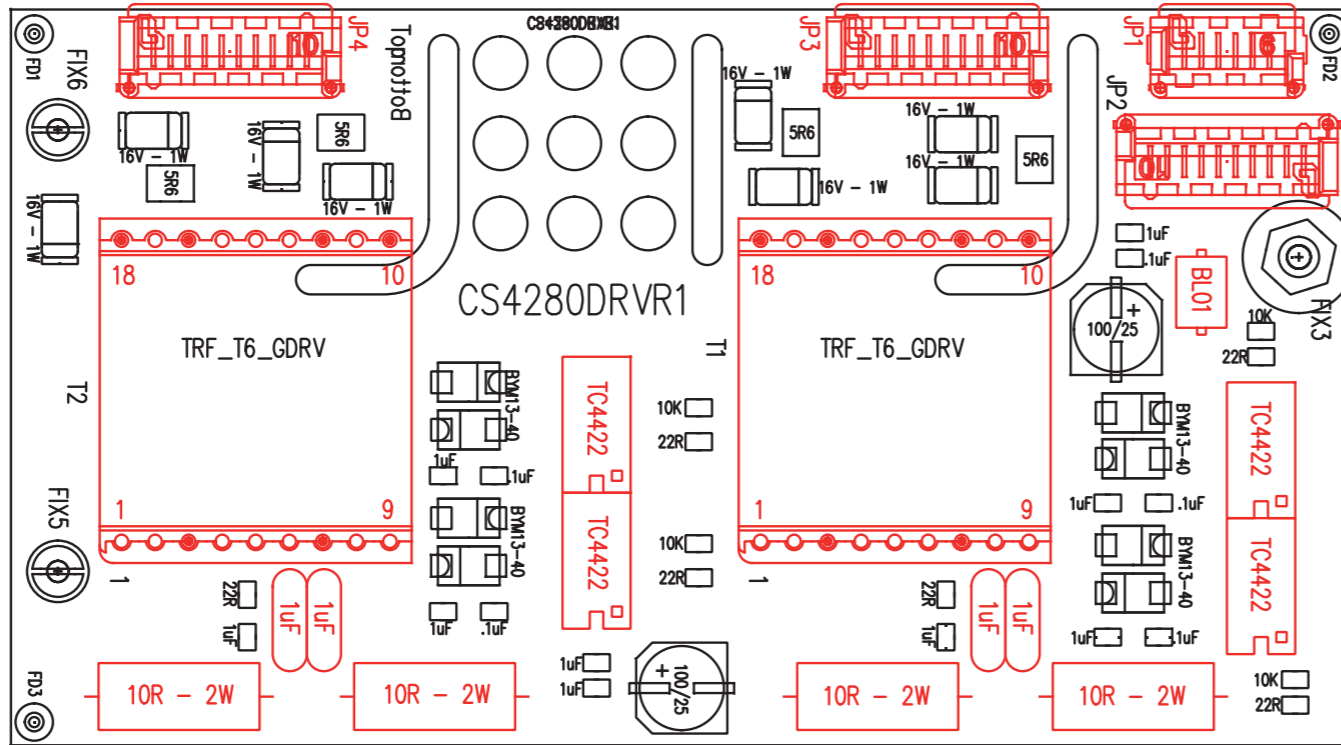 FD1
FIX6
JP4
Topmottom
CS4280DRVR1
JP3
JP1
FD2
JP2
10
10
6
10
16V - 1W
5R6
16V - 1W
5R6
16V - 1W
16V - 1W
16V - 1W
5R6
16V - 1W
16V - 1W
16V - 1W
5R6
1uF
.1uF
BL01
FIX3
10K
22R
100/25
+
18
10
TRF_T6_GDRV
1
9
1
T2
FIX5
CS4280DRVR1
T1
18
10
TRF_T6_GDRV
1
9
1
BYM13-40
1uF
.1uF
BYM13-40
1uF
.1uF
TC4422
TC4422
10K
22R
10K
22R
BYM13-40
1uF
.1uF
BYM13-40
1uF
.1uF
TC4422
TC4422
22R
1uF
1uF
1uF
22R
1uF
1uF
1uF
FD3
10R - 2W
10R - 2W
1uF
1uF
+
100/25
10R - 2W
10R - 2W
10K
22R